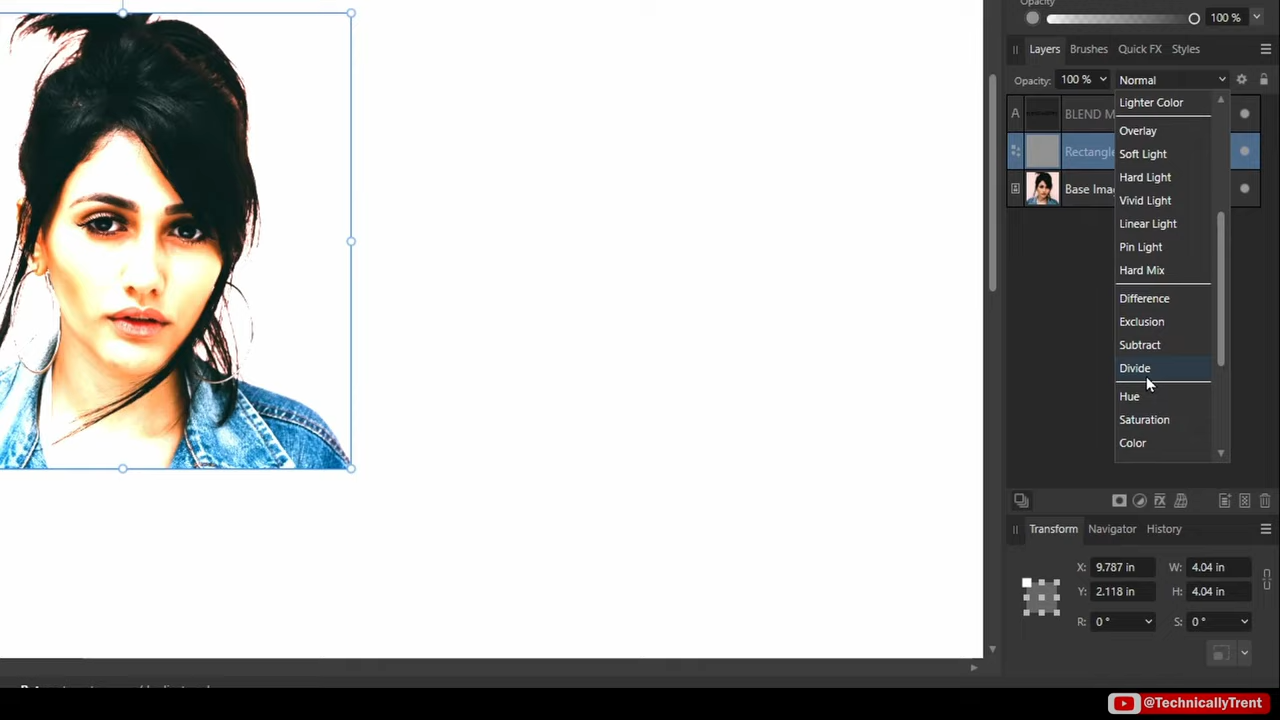 Opacity
100 %
Layers
Brushes
Quick FX
Styles
Opacity: 100 %
Normal
A
BLEND M
Rectangle
Base Ima
Lighter Color
Overlay
Soft Light
Hard Light
Vivid Light
Linear Light
Pin Light
Hard Mix
Difference
Exclusion
Subtract
Divide
Hue
Saturation
Color
Transform
Navigator
History
X: 9.787 in
W: 4.04 in
Y: 2.118 in
H: 4.04 in
R: 0 °
S: 0 °
@TechnicallyTrent